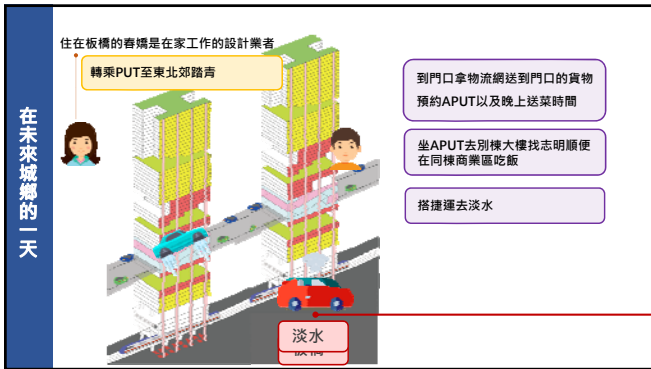 在未來城鄉的一天
住在板橋的春嬌是在家工作的設計業者
轉乘PUT至東北郊踏青
到門口拿物流網送到門口的貨物
預約APUT以及晚上送菜時間
坐APUT去別棟大樓找志明順便
在同棟商業區吃飯
搭捷運去淡水
淡水